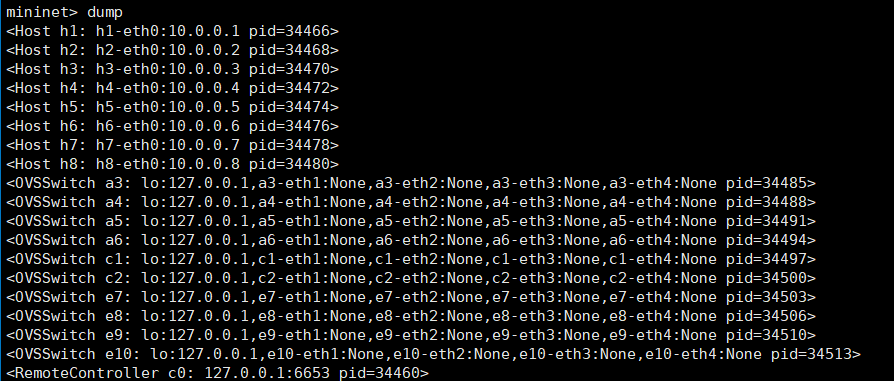 mininet> dump
<Host h1: h1-eth0:10.0.0.1 pid=34466>
<Host h2: h2-eth0:10.0.0.2 pid=34468>
<Host h3: h3-eth0:10.0.0.3 pid=34470>
<Host h4: h4-eth0:10.0.0.4 pid=34472>
<Host h5: h5-eth0:10.0.0.5 pid=34474>
<Host h6: h6-eth0:10.0.0.6 pid=34476>
<Host h7: h7-eth0:10.0.0.7 pid=34478>
<Host h8: h8-eth0:10.0.0.8 pid=34480>
<OVSSwitch a3: lo:127.0.0.1,a3-eth1:None,a3-eth2:None,a3-eth3:None,a3-eth4:None pid=34485>
<OVSSwitch a4: lo:127.0.0.1,a4-eth1:None,a4-eth2:None,a4-eth3:None,a4-eth4:None pid=34488>
<OVSSwitch a5: lo:127.0.0.1,a5-eth1:None,a5-eth2:None,a5-eth3:None,a5-eth4:None pid=34491>
<OVSSwitch a6: lo:127.0.0.1,a6-eth1:None,a6-eth2:None,a6-eth3:None,a6-eth4:None pid=34494>
<OVSSwitch c1: lo:127.0.0.1,c1-eth1:None,c1-eth2:None,c1-eth3:None,c1-eth4:None pid=34497>
<OVSSwitch c2: lo:127.0.0.1,c2-eth1:None,c2-eth2:None,c2-eth3:None,c2-eth4:None pid=34500>
<OVSSwitch e7: lo:127.0.0.1,e7-eth1:None,e7-eth2:None,e7-eth3:None,e7-eth4:None pid=34503>
<OVSSwitch e8: lo:127.0.0.1,e8-eth1:None,e8-eth2:None,e8-eth3:None,e8-eth4:None pid=34506>
<OVSSwitch e9: lo:127.0.0.1,e9-eth1:None,e9-eth2:None,e9-eth3:None,e9-eth4:None pid=34510>
<OVSSwitch e10: lo:127.0.0.1,e10-eth1:None,e10-eth2:None,e10-eth3:None,e10-eth4:None pid=34513>
<RemoteController c0: 127.0.0.1:6653 pid=34460>